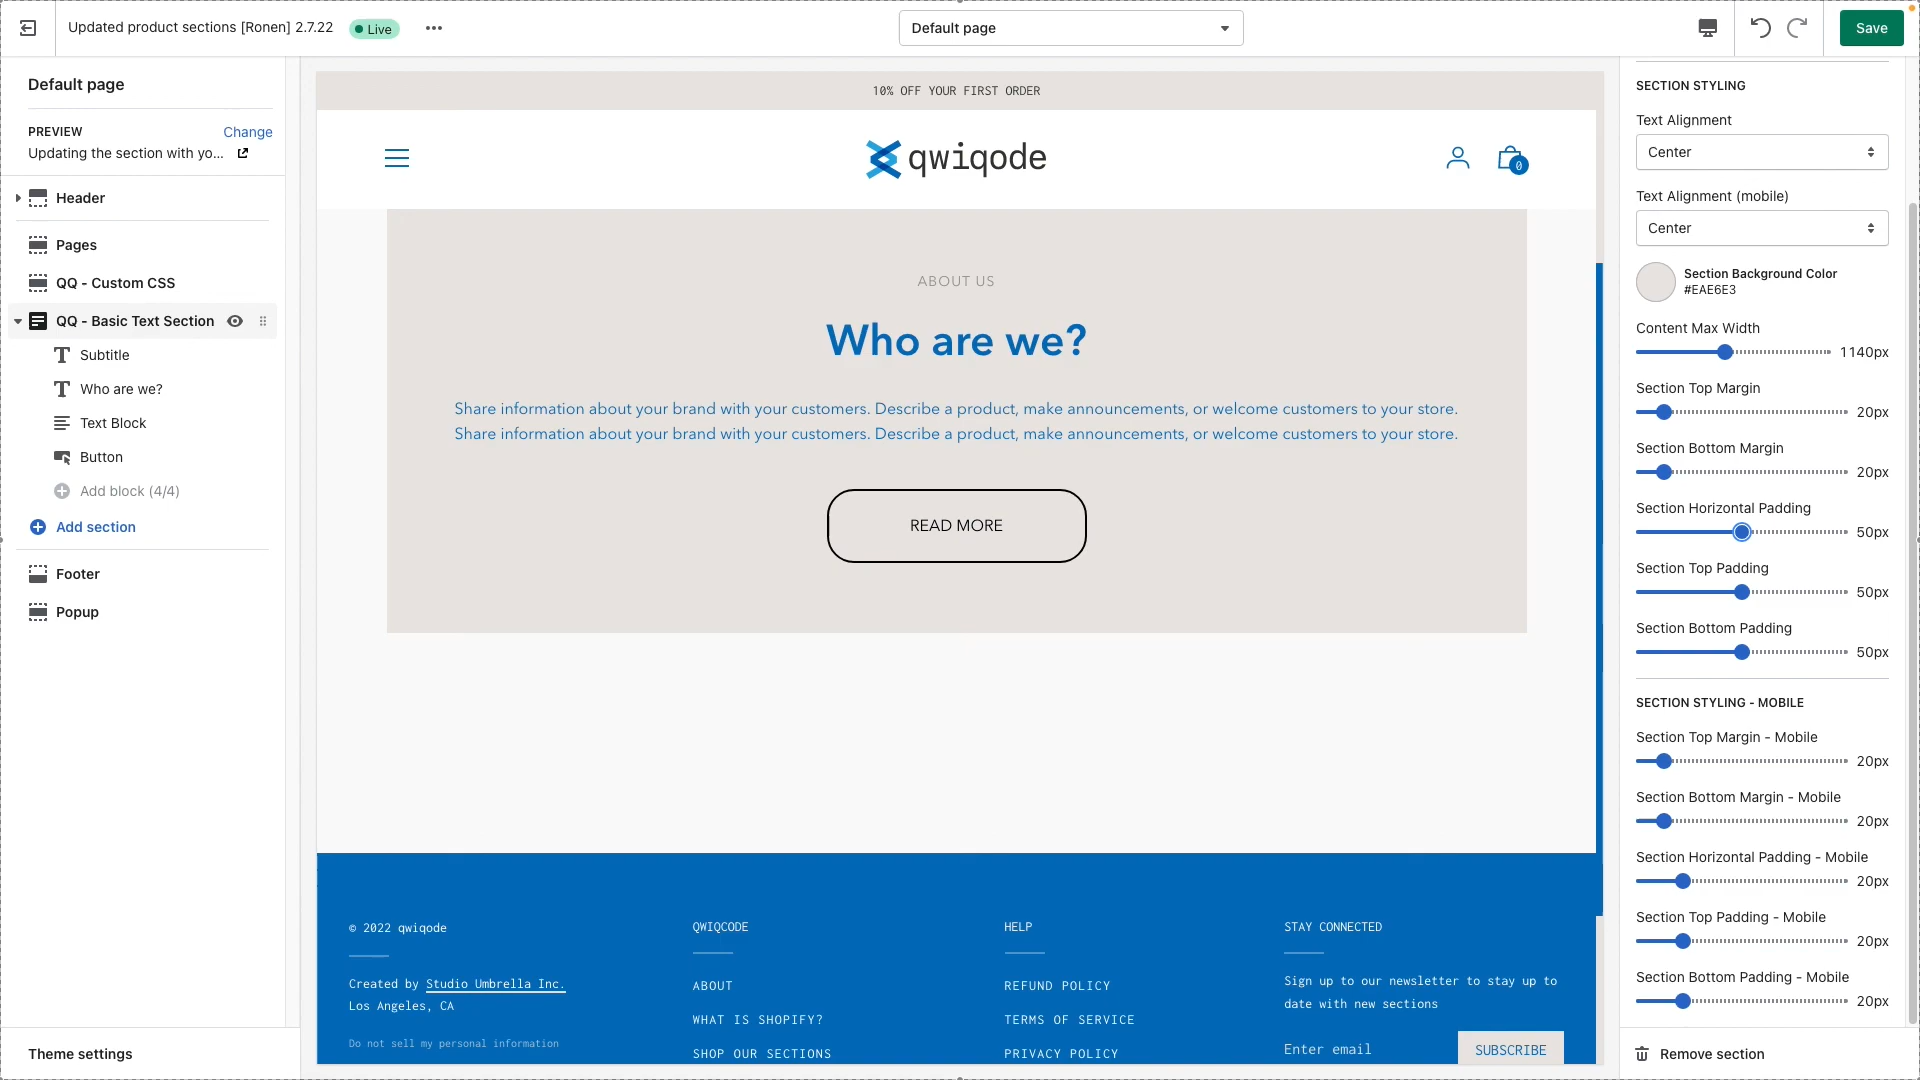 Updated product sections [Ronen] 2.7.22
Live
Default page
Save
Default page
PREVIEW
Change
Updating the section with yo...
Header
Pages
QQ - Custom CSS
QQ - Basic Text Section
Subtitle
Who are we?
Text Block
Button
Add block (4/4)
Add section
Footer
Popup
Theme settings
10% OFF YOUR FIRST ORDER
qwiqode
0
ABOUT US
Who are we?
Share information about your brand with your customers. Describe a product, make announcements, or welcome customers to your store.
Share information about your brand with your customers. Describe a product, make announcements, or welcome customers to your store.
READ MORE
© 2022 qwiqode
Created by Studio Umbrella Inc.
Los Angeles, CA
Do not sell my personal information
QWIQCODE
ABOUT
WHAT IS SHOPIFY?
SHOP OUR SECTIONS
HELP
REFUND POLICY
TERMS OF SERVICE
PRIVACY POLICY
STAY CONNECTED
Sign up to our newsletter to stay up to
date with new sections
Enter email
SUBSCRIBE
SECTION STYLING
Text Alignment
Center
Text Alignment (mobile)
Center
Section Background Color
#EAE6E3
Content Max Width
1140px
Section Top Margin
20px
Section Bottom Margin
20px
Section Horizontal Padding
50px
Section Top Padding
50px
Section Bottom Padding
50px
SECTION STYLING - MOBILE
Section Top Margin - Mobile
20px
Section Bottom Margin - Mobile
20px
Section Horizontal Padding - Mobile
20px
Section Top Padding - Mobile
20px
Section Bottom Padding - Mobile
20px
Remove section